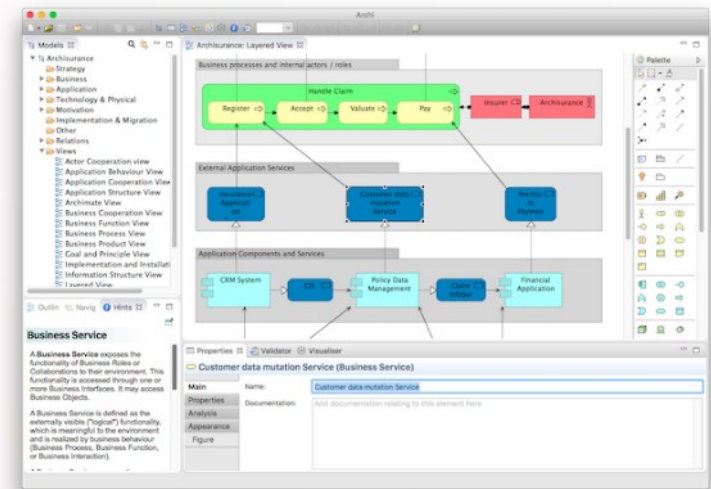 Archi
Models
Archisurance
Strategy
Business
Application
Technology & Physical
Motivation
Implementation & Migration
Other
Relations
Views
Actor Cooperation view
Application Behaviour View
Application Cooperation View
Application Structure View
Archimate View
Business Cooperation View
Business Function View
Business Process View
Business Product View
Goal and Principle View
Implementation and Installati
Information Structure View
Layered View
Outlin
Navig
Hints
Business Service
A Business Service exposes the
functionality of Business Roles or
Collaborations to their environment. This
functionality is accessed through one or
more Business Interfaces. It may access
Business Objects.
A Business Service is defined as the
externally visible ("logical") functionality,
which is meaningful to the environment
and is realized by business behaviour
(Business Process, Business Function,
or Business Interaction).
Archisurance: Layered View
Business processes and internal actors / roles
Handle Claim
Register
Accept
Valuate
Pay
Insurer
Archisurance
External Application Services
Insurance
Applicati
on
Customer data
mutation
Service
Premiu
m
Paymen
Application Components and Services
CRM System
CIS
Policy Data
Management
Claim
InfoSer
Financial
Application
Palette
Properties
Validator
Visualiser
Customer data mutation Service (Business Service)
Main
Properties
Analysis
Appearance
Figure
Name:
Customer data mutation Service
Documentation:
Add documentation relating to this element here